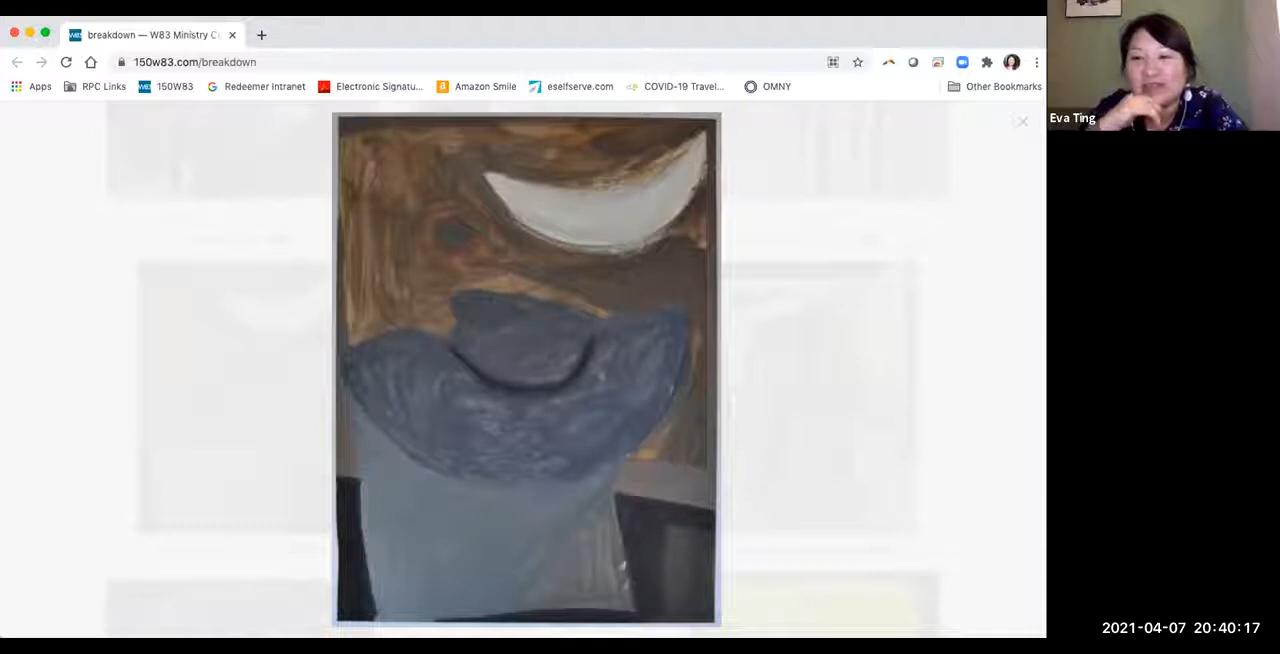 breakdown — W83 Ministry C
150w83.com/breakdown
Apps RPC Links 150W83 Redeemer Intranet Electronic Signatu... Amazon Smile eselfserve.com COVID-19 Travel... OMNY Other Bookmarks
Eva Ting
2021-04-07 20:40:17